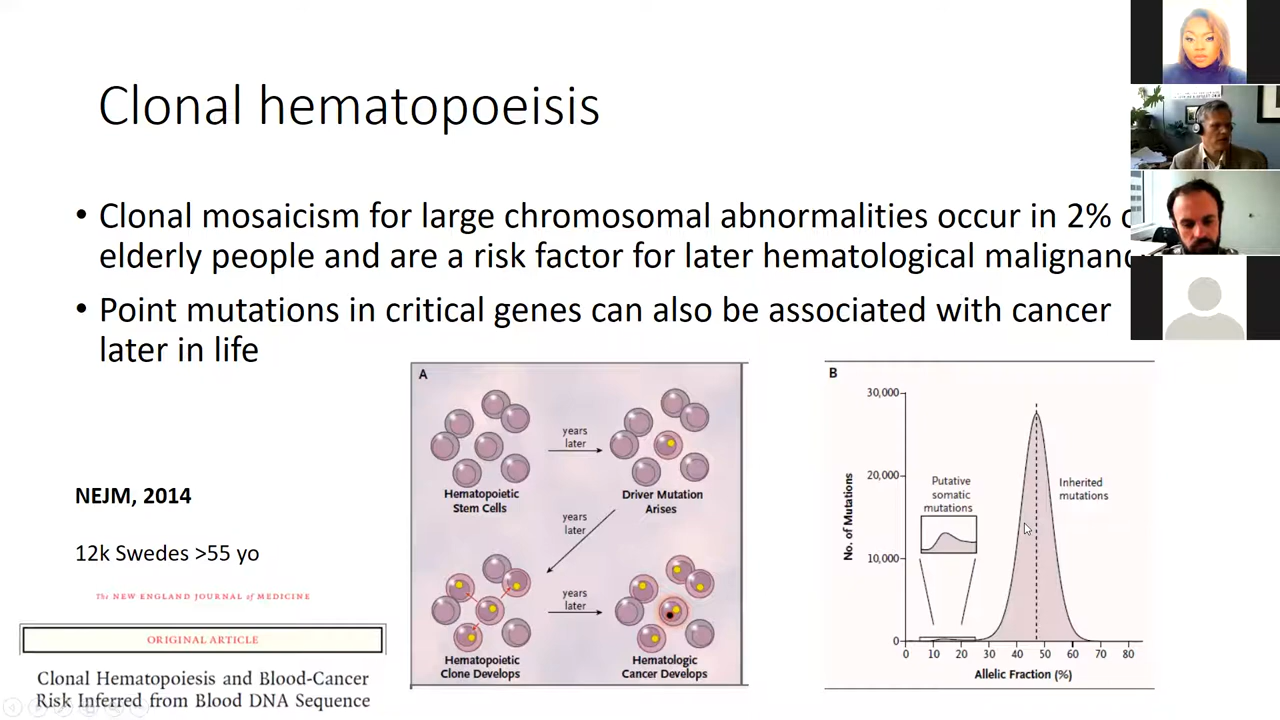 Clonal hematopoeisis
• Clonal mosaicism for large chromosomal abnormalities occur in 2%
elderly people and are a risk factor for later hematological
• Point mutations in critical genes can also be associated with cancer
later in life
NEJM, 2014
12k Swedes >55 yo
The NEW ENGLAND JOURNAL of MEDICINE
ORIGINAL ARTICLE
Clonal Hematopoiesis and Blood-Cancer
Risk Inferred from Blood DNA Sequence
A
years
later
Hematopoietic
Stem Cells
Driver Mutation
Arises
years
later
years
later
Hematopoietic
Clone Develops
Hematologic
Cancer Develops
B
30,000
20,000
10,000
0
No. of Mutations
Putative
somatic
mutations
Inherited
mutations
0 10 20 30 40 50 60 70 80
Allelic Fraction (%)